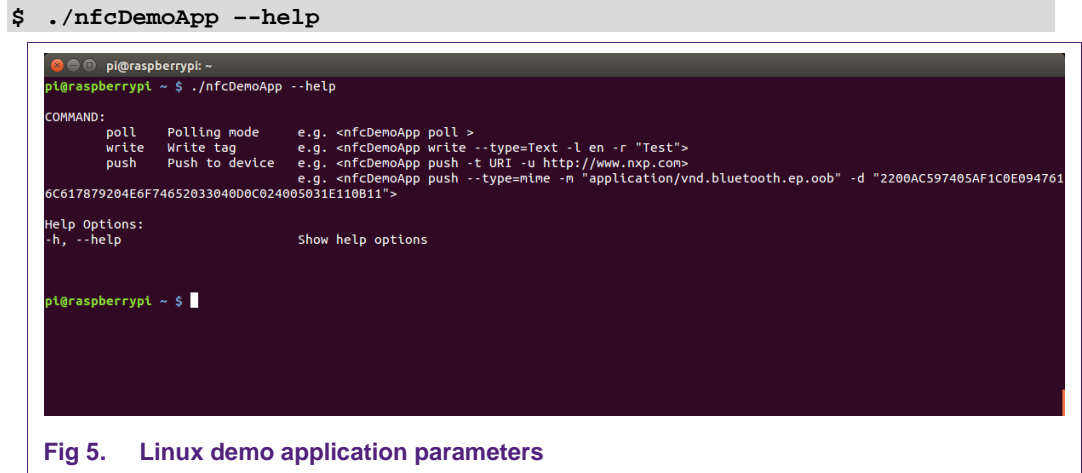 $ ./nfcDemoApp –-help
pi@raspberrypi: ~
pi@raspberrypi ~ $ ./nfcDemoApp --help
COMMAND:
poll Polling mode e.g. <nfcDemoApp poll >
write Write tag e.g. <nfcDemoApp write --type=Text -l en -r "Test">
push Push to device e.g. <nfcDemoApp push -t URI -u http://www.nxp.com>
e.g. <nfcDemoApp push --type=mime -m "application/vnd.bluetooth.ep.oob" -d "2200AC597405AF1C0E094761
6C617879204E6F74652033040D0C024005031E110B11">
Help Options:
-h, --help Show help options
pi@raspberrypi ~ $
Fig 5. Linux demo application parameters